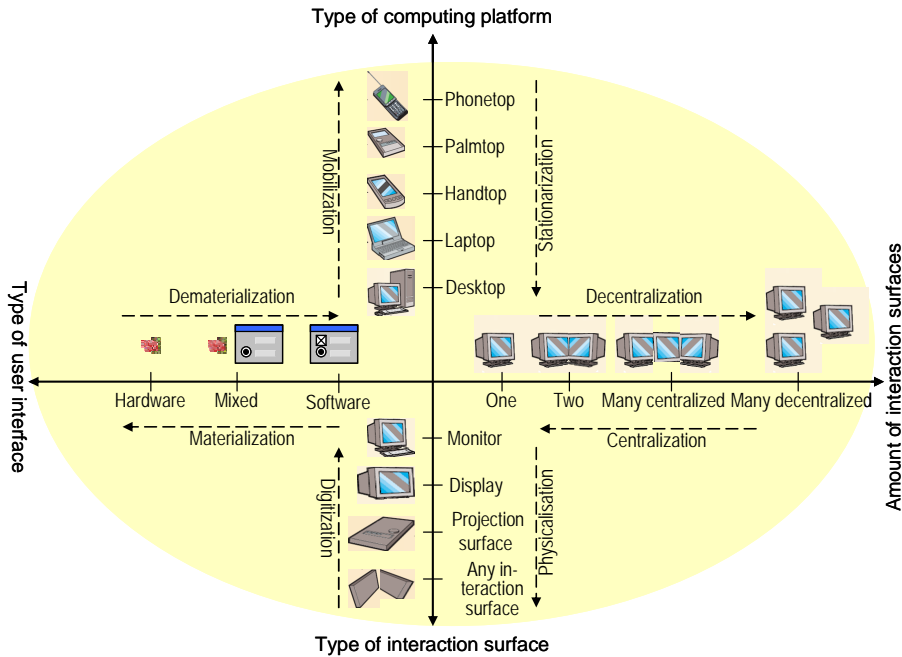 Type of computing platform
Phonetop
Palmtop
Handtop
Laptop
Desktop
Mobilization
Stationarization
Dematerialization
Decentralization
Type of user interface
Amount of interaction surfaces
Hardware
Mixed
Software
One
Two
Many centralized
Many decentralized
Materialization
Centralization
Monitor
Display
Projection
surface
Any in-
teraction
surface
Digitization
Physicalisation
Type of interaction surface